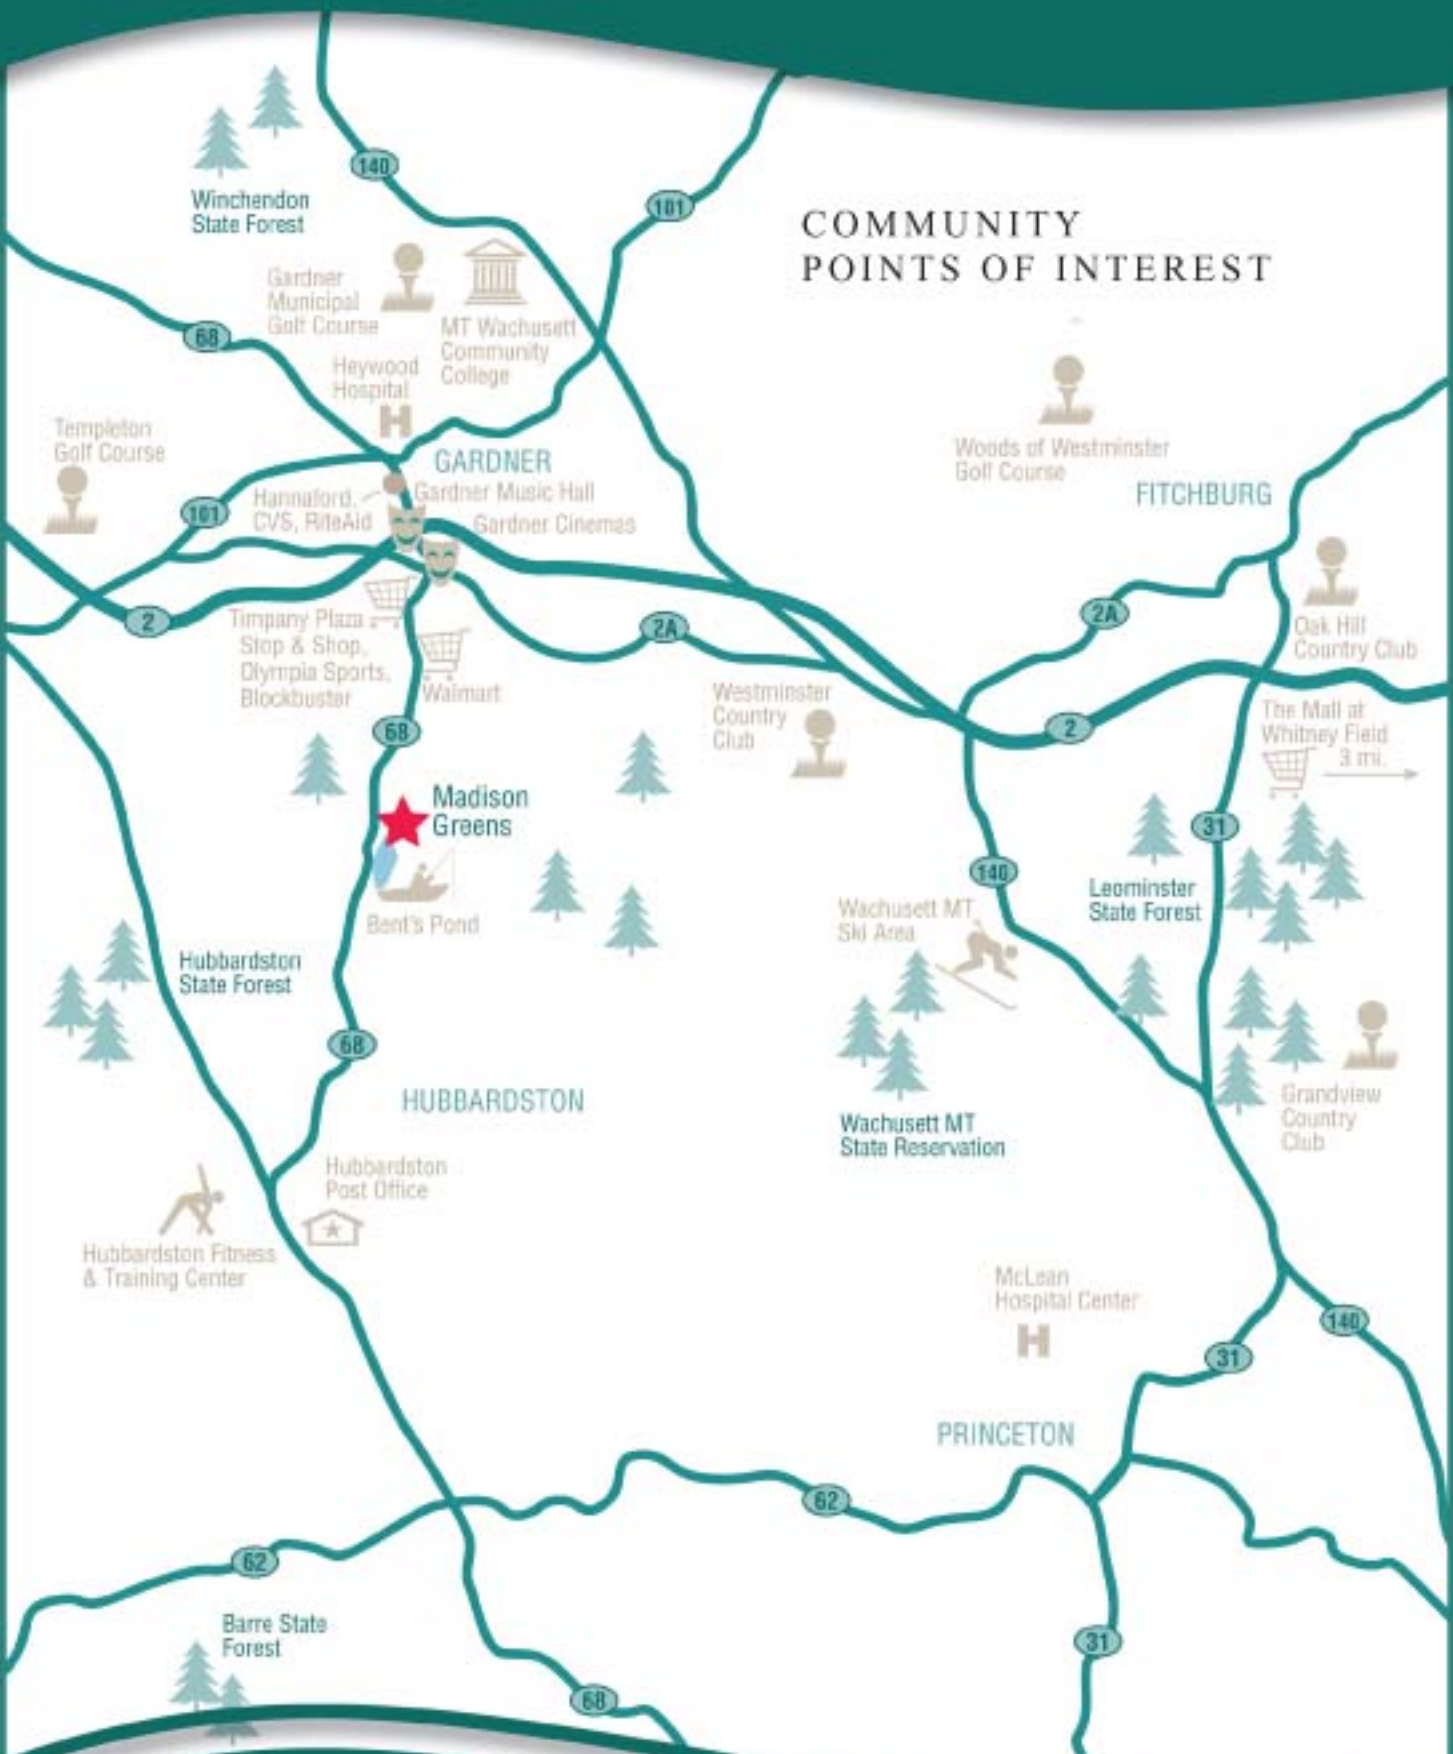 COMMUNITY
POINTS OF INTEREST
140
101
Winchendon
State Forest
Gardner
Municipal
Golf Course
MT Wachusett
Community
College
68
Heywood
Hospital
H
Templeton
Golf Course
GARDNER
Woods of Westminster
Golf Course
FITCHBURG
101
Hannaford,
CVS, RiteAid
Gardner Music Hall
Gardner Cinemas
2
Timpany Plaza
Stop & Shop,
Olympia Sports,
Blockbuster
Walmart
2A
2A
Oak Hill
Country Club
Westminster
Country
Club
2
The Mall at
Whitney Field
3 mi.
68
Madison
Greens
31
140
Leominster
State Forest
Bent's Pond
Wachusett MT
Ski Area
Hubbardston
State Forest
68
HUBBARDSTON
Wachusett MT
State Reservation
Grandview
Country
Club
Hubbardston
Post Office
Hubbardston Fitness
& Training Center
McLean
Hospital Center
H
140
31
PRINCETON
62
62
Barre State
Forest
31
68